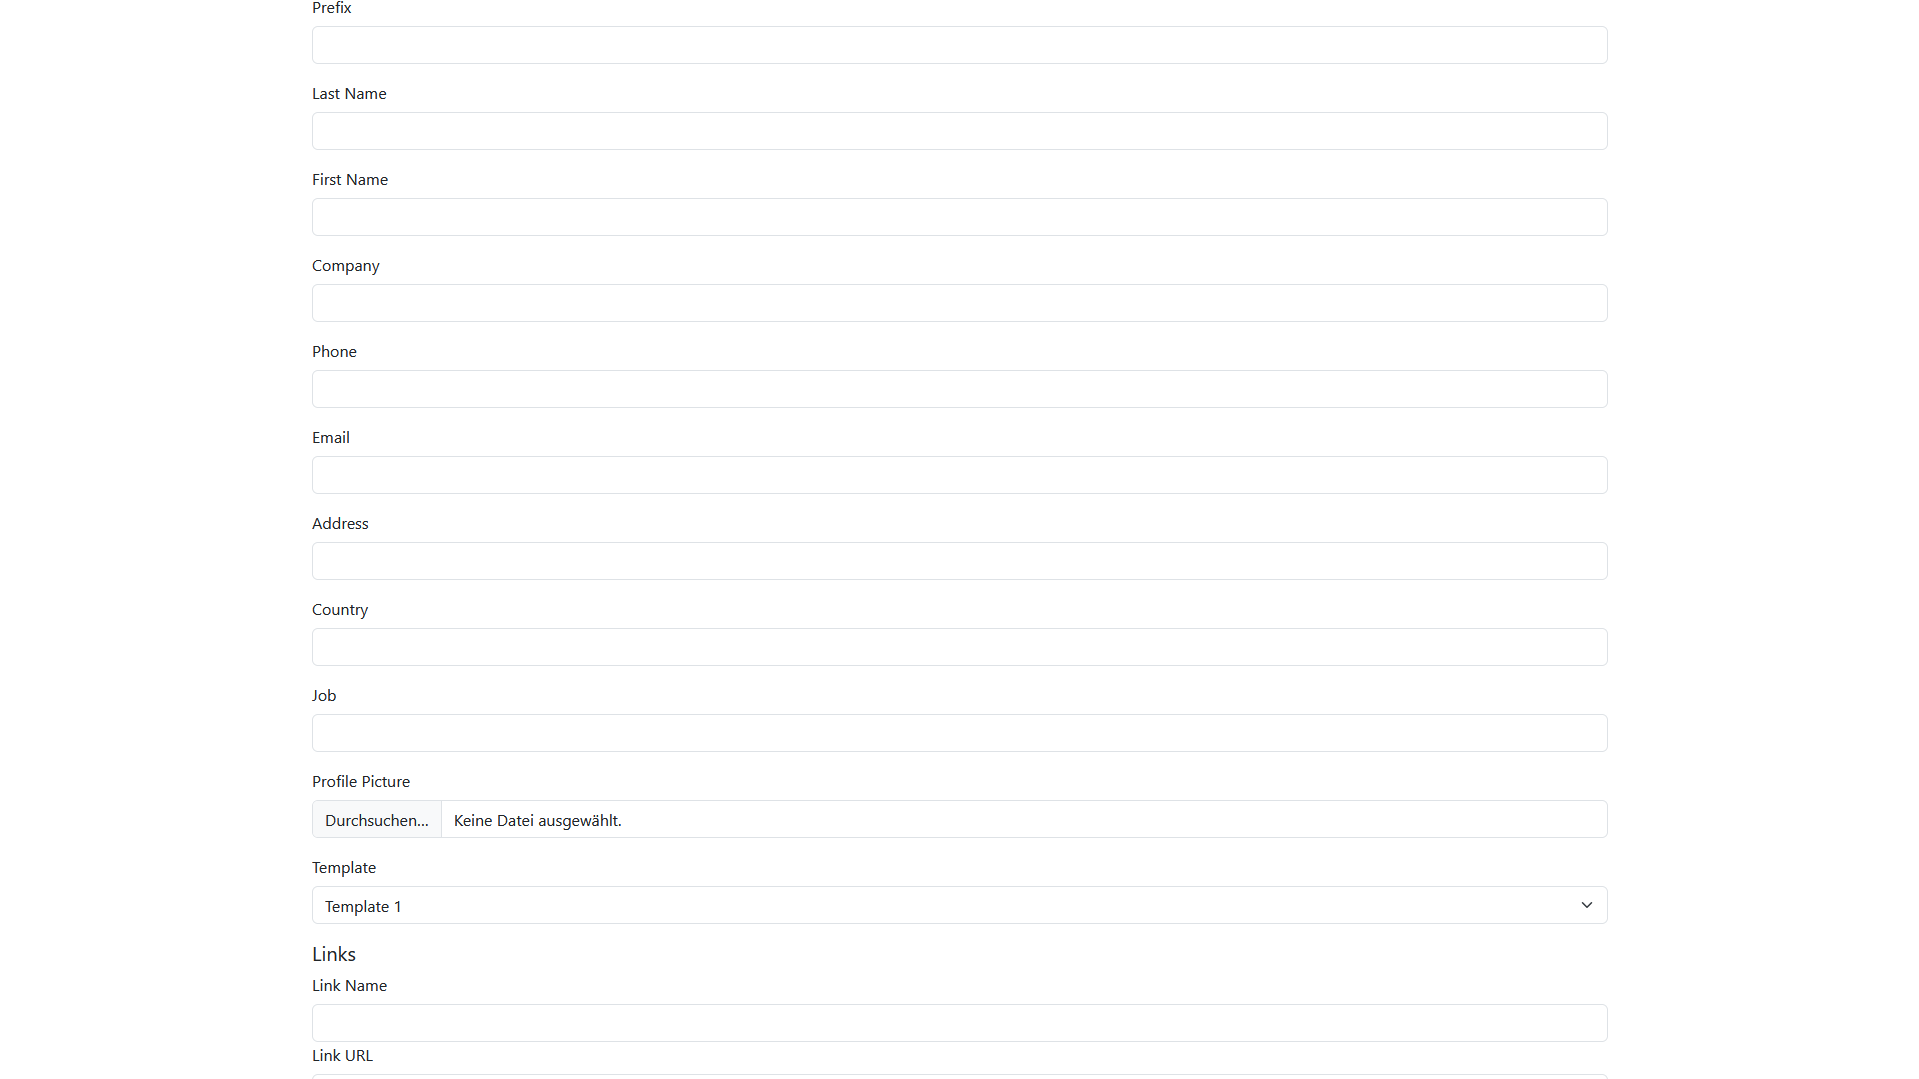 Prefix
Last Name
First Name
Company
Phone
Email
Address
Country
Job
Profile Picture
Durchsuchen... Keine Datei ausgewählt.
Template
Template 1
Links
Link Name
Link URL